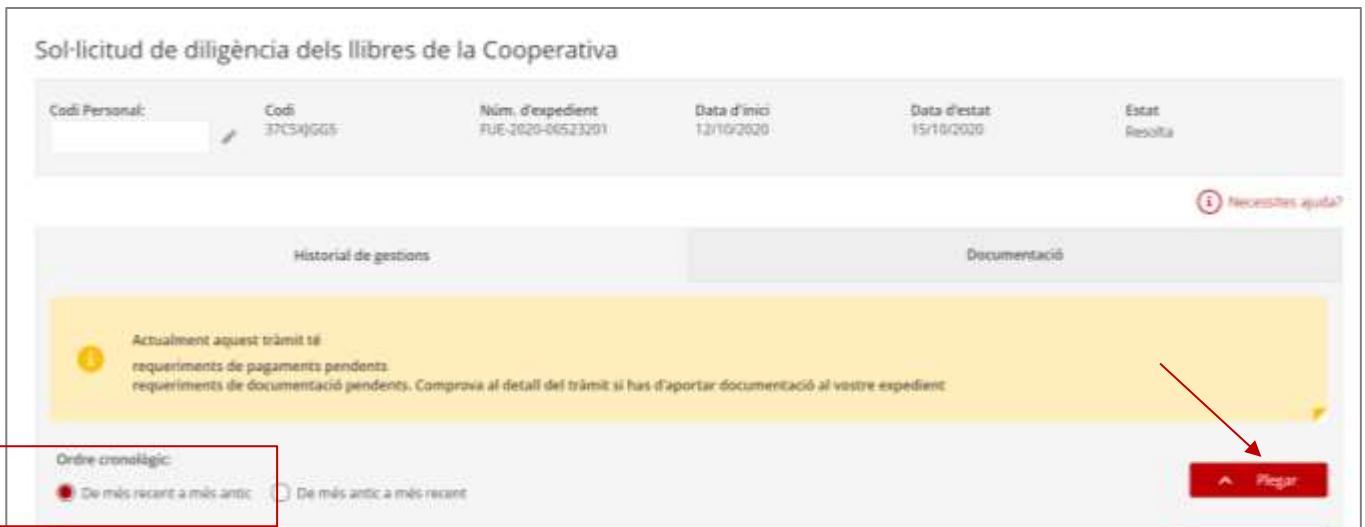 Sol·licitud de diligència dels llibres de la Cooperativa
Codi Personal: Codi Núm. d'expedient Data d'inici Data d'estat Estat
FUE-2020-00523201 12/10/2020 15/10/2020 Resolta
Necessites ajuda?
Historial de gestions Documentació
Actualment aquest tràmit té
requeriments de pagaments pendents
requeriments de documentació pendents. Comprova al detall del tràmit si has d'aportar documentació al vostre expedient
Ordre cronològic:
De més recent a més antic De més antic a més recent
Plegar